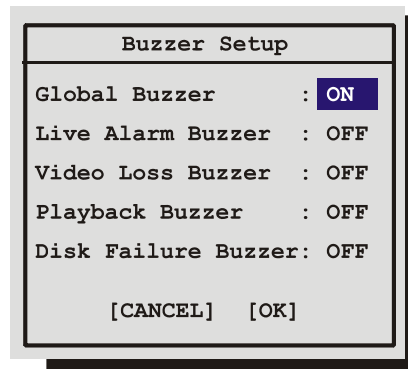 Buzzer Setup
Global Buzzer : ON
Live Alarm Buzzer : OFF
Video Loss Buzzer : OFF
Playback Buzzer : OFF
Disk Failure Buzzer: OFF
[CANCEL] [OK]